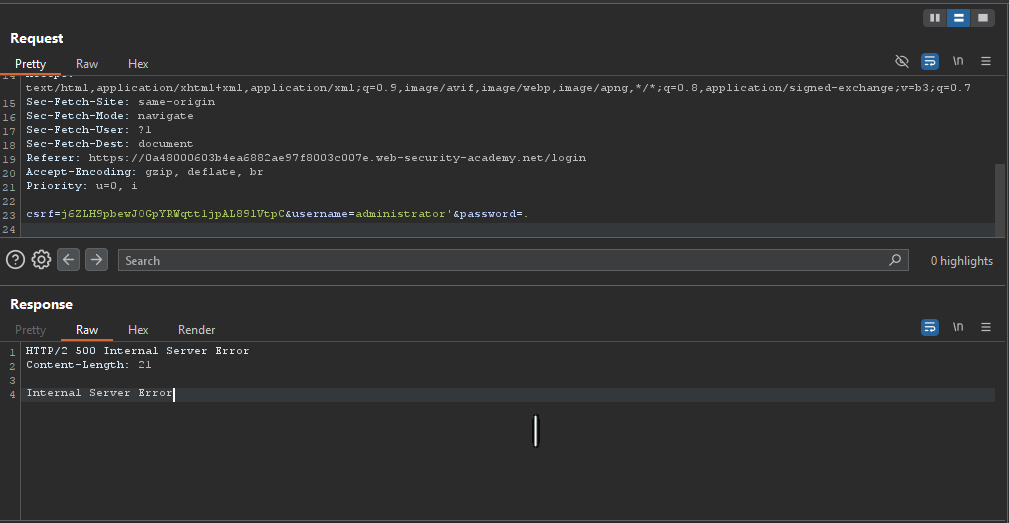 Request
Pretty Raw Hex
\n
14
text/html,application/xhtml+xml,application/xml;q=0.9,image/avif,image/webp,image/apng,*/*;q=0.8,application/signed-exchange;v=b3;q=0.7
15 Sec-Fetch-Site: same-origin
16 Sec-Fetch-Mode: navigate
17 Sec-Fetch-User: ?1
18 Sec-Fetch-Dest: document
19 Referer: https://0a48000603b4ea6882ae97f8003c007e.web-security-academy.net/login
20 Accept-Encoding: gzip, deflate, br
21 Priority: u=0, i
22
23 csrf=j6ZLH9pbewJ0GpYRWqtt1jpAL891VtpC&username=administrator'&password=.
24
Search
0 highlights
Response
Pretty Raw Hex Render
\n
1 HTTP/2 500 Internal Server Error
2 Content-Length: 21
3
4 Internal Server Error